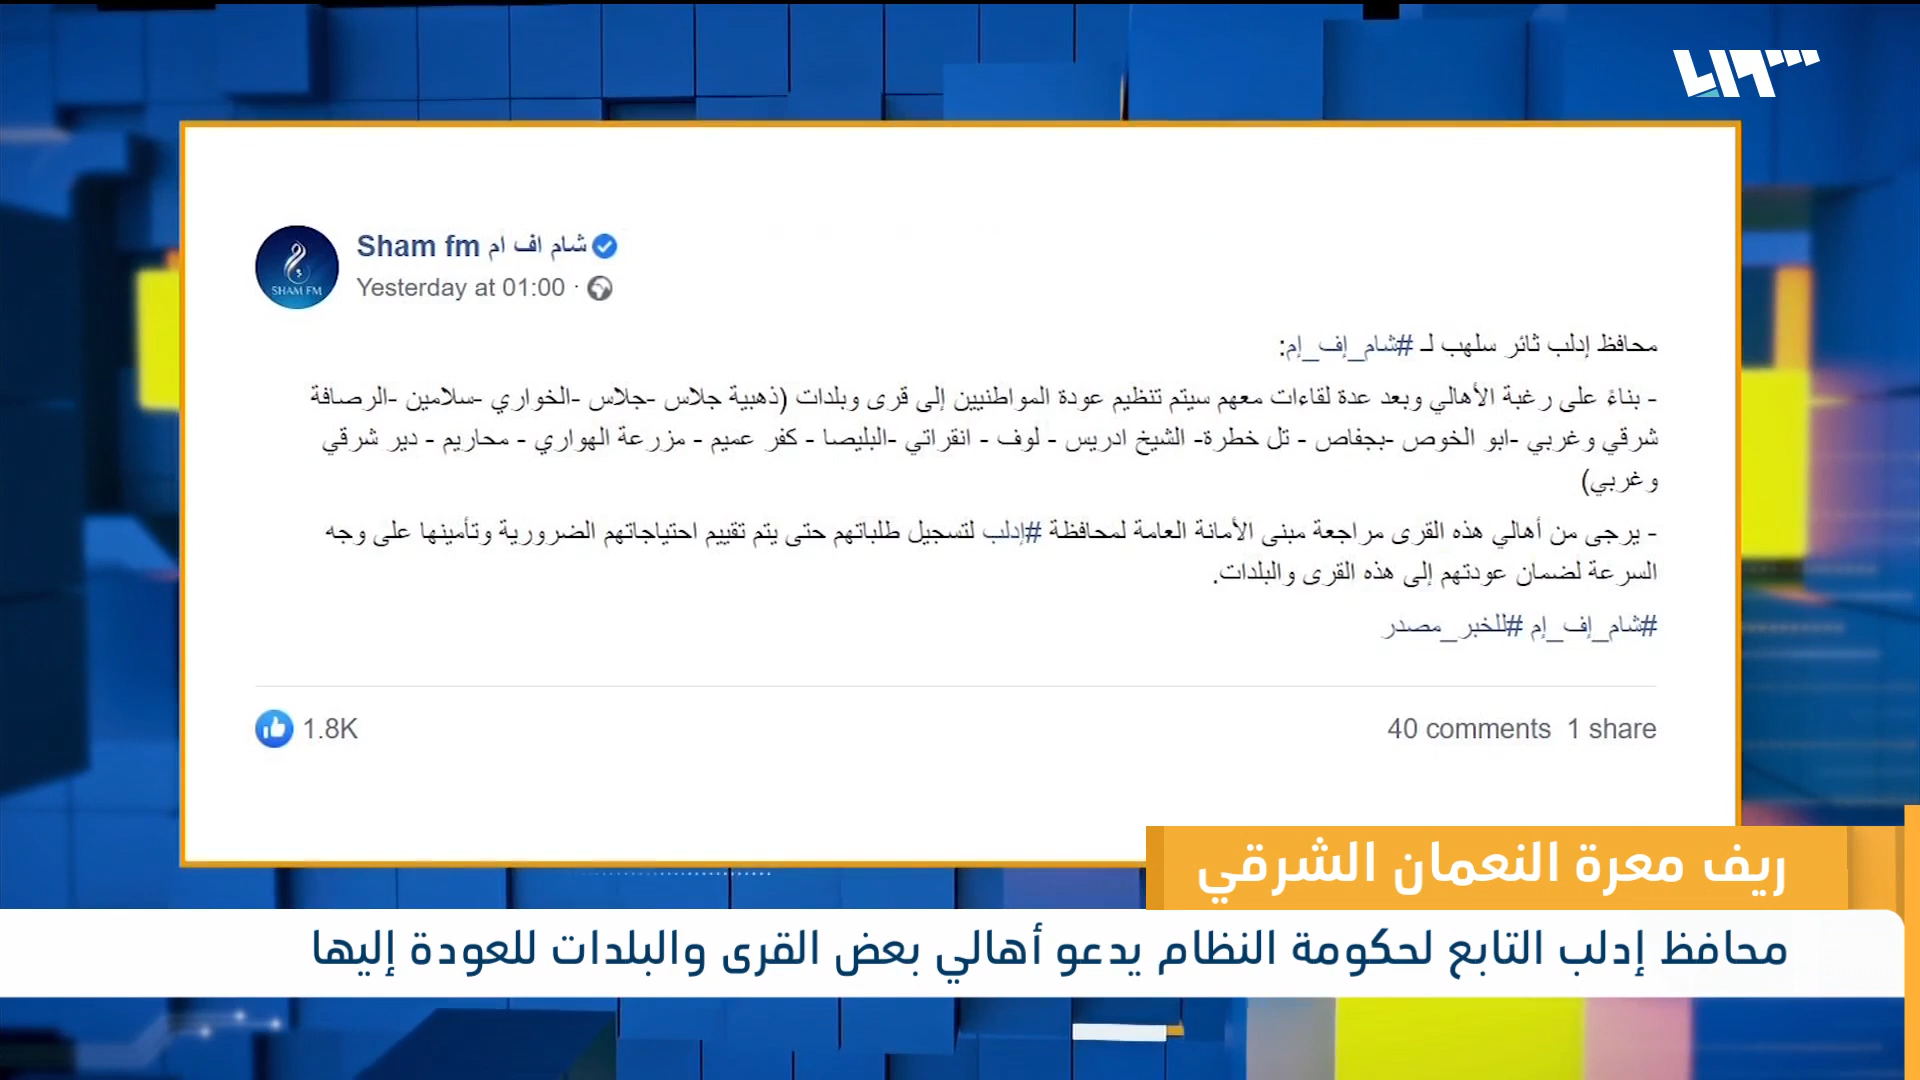 سوريا
Sham fm شام اف ام
SHAM FM
Yesterday at 01:00 ·
محافظ إدلب ثائر سلهب لـ #شام_إف_إم:
- بناءً على رغبة الأهالي وبعد عدة لقاءات معهم سيتم تنظيم عودة المواطنيين إلى قرى وبلدات (ذهبية جلاس -جلاس -الخواري -سلامين -الرصافة
شرقي وغربي -ابو الخوص -بجفاص - تل خطرة- الشيخ ادريس - لوف - انقراتي -البليصا - كفر عميم - مزرعة الهواري - محاريم - دير شرقي
وغربي)
- يرجى من أهالي هذه القرى مراجعة مبنى الأمانة العامة لمحافظة #إدلب لتسجيل طلباتهم حتى يتم تقييم احتياجاتهم الضرورية وتأمينها على وجه
السرعة لضمان عودتهم إلى هذه القرى والبلدات.
#شام_إف_إم #للخبر_مصدر
1.8K
40 comments 1 share
ريف معرة النعمان الشرقي
محافظ إدلب التابع لحكومة النظام يدعو أهالي بعض القرى والبلدات للعودة إليها